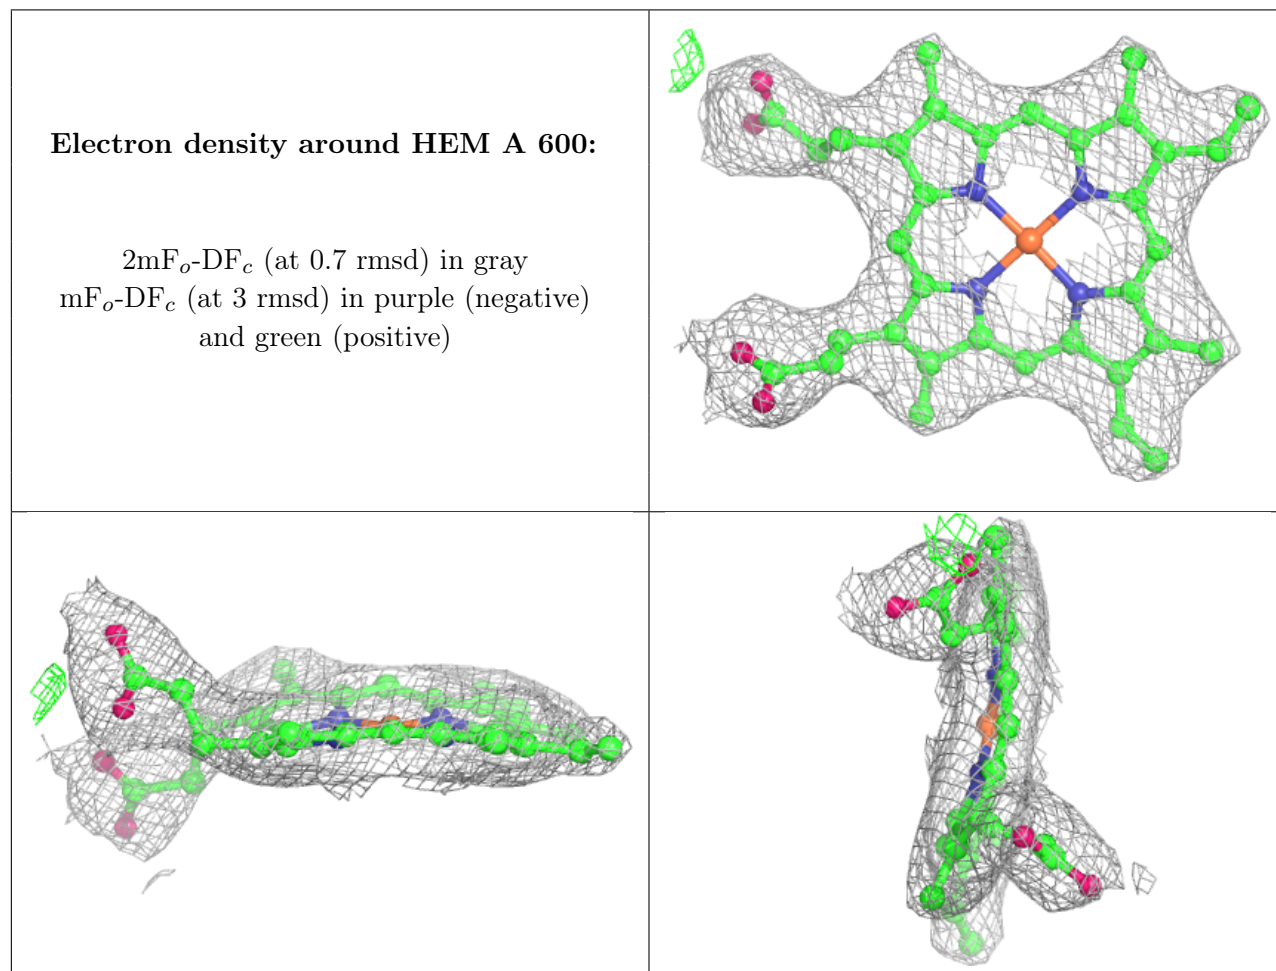 Electron density around HEM A 600:
2mFo-DFc (at 0.7 rmsd) in gray
mFo-DFc (at 3 rmsd) in purple (negative)
and green (positive)